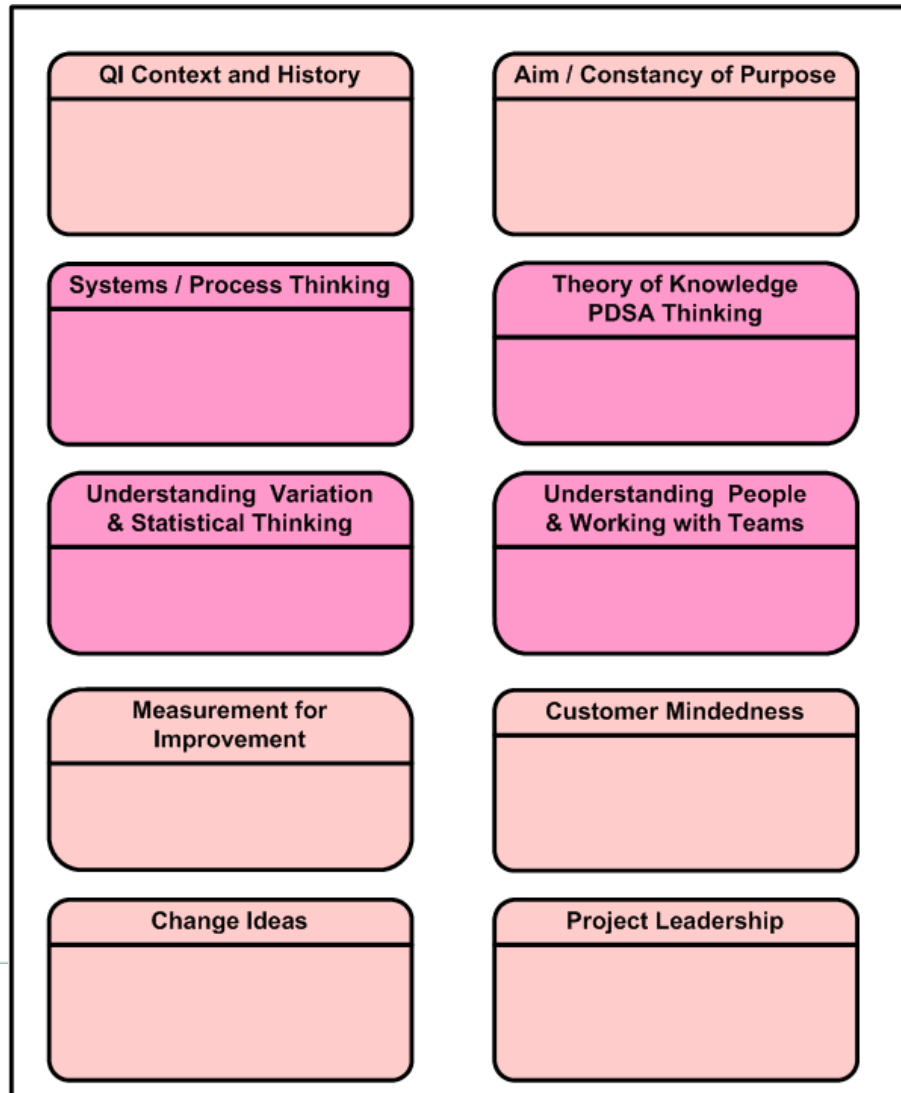 QI Context and History
Aim / Constancy of Purpose
Systems / Process Thinking
Theory of Knowledge
PDSA Thinking
Understanding Variation
& Statistical Thinking
Understanding People
& Working with Teams
Measurement for
Improvement
Customer Mindedness
Change Ideas
Project Leadership